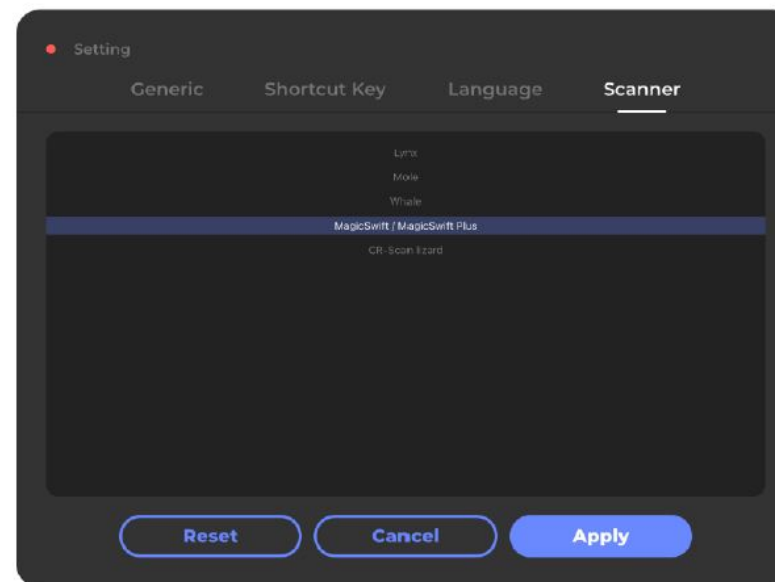 Setting
Generic Shortcut Key Language Scanner
Lynx
Mole
Whale
MagicSwift / MagicSwift Plus
CR-Scan lizard
Reset Cancel Apply